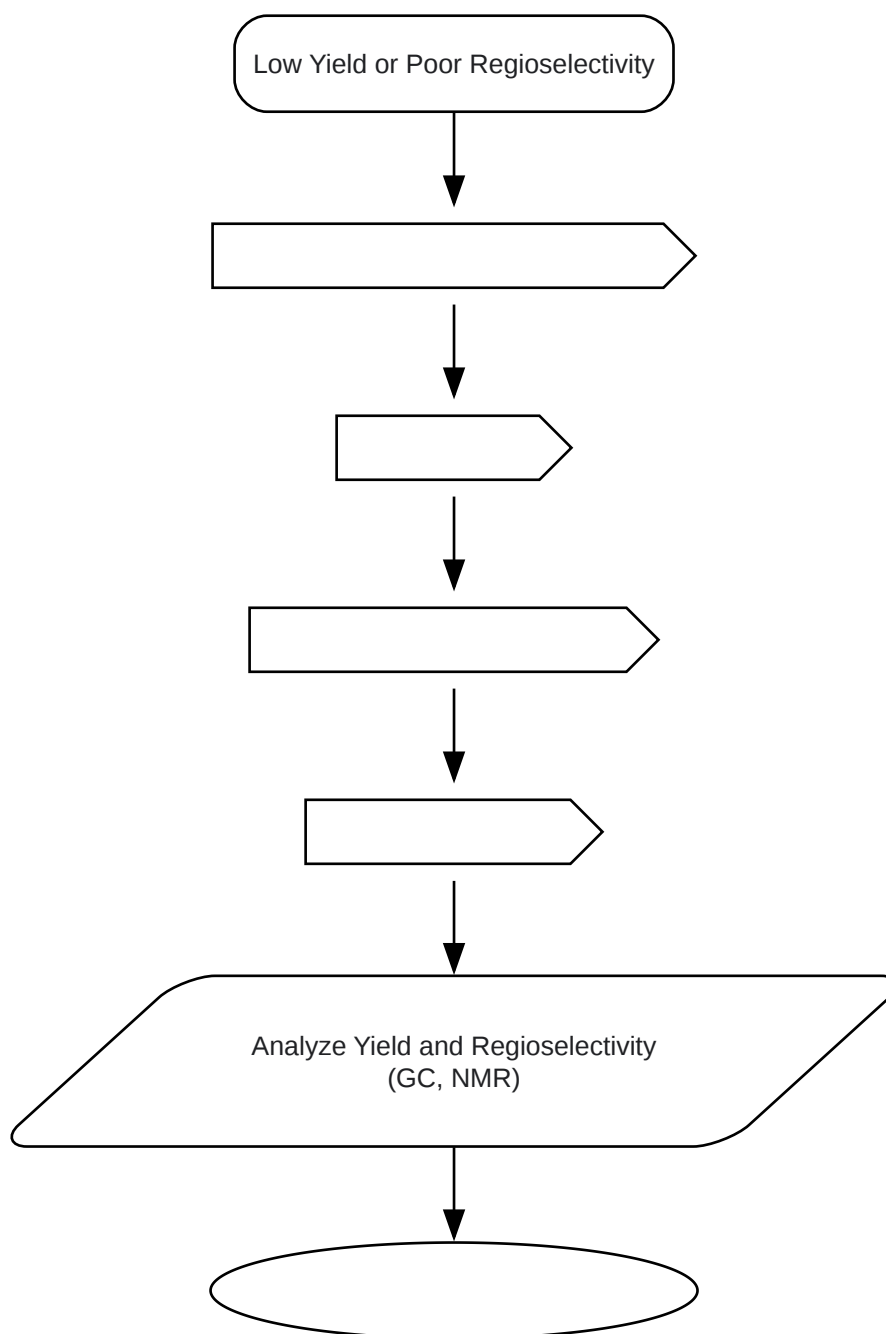 Low Yield or Poor Regioselectivity
Analyze Yield and Regioselectivity
(GC, NMR)